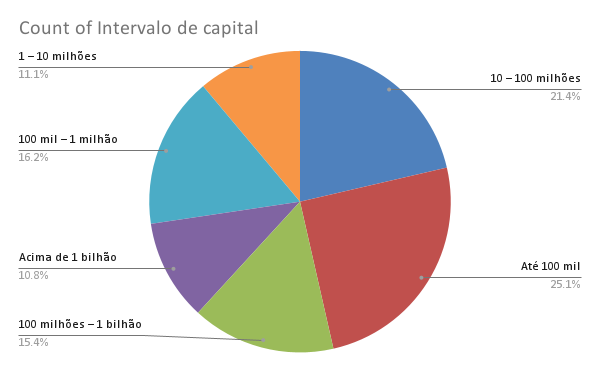 Count of Intervalo de capital
1 – 10 milhões
11.1%
10 – 100 milhões
21.4%
100 mil – 1 milhão
16.2%
Acima de 1 bilhão
10.8%
Até 100 mil
25.1%
100 milhões – 1 bilhão
15.4%